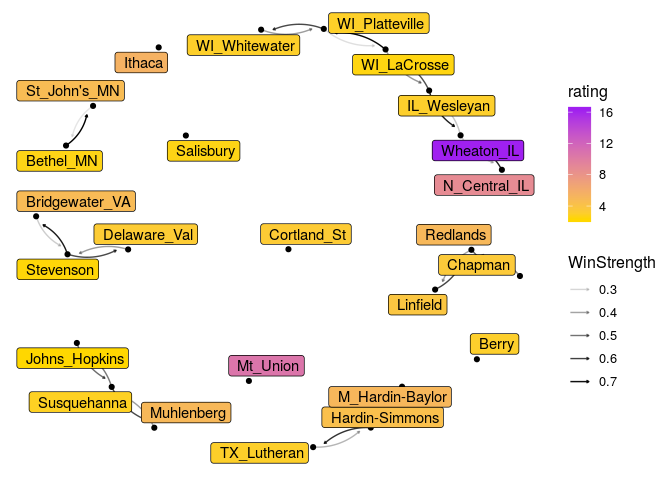 WI_Platteville
WI_Whitewater
Ithaca
WI_LaCrosse
St_John's_MN
IL_Wesleyan
Salisbury
Wheaton_IL
Bethel_MN
N_Central_IL
Bridgewater_VA
Delaware_Val
Cortland_St
Redlands
Stevenson
Chapman
Linfield
Berry
Johns_Hopkins
Mt_Union
Susquehanna
M_Hardin-Baylor
Muhlenberg
Hardin-Simmons
TX_Lutheran
rating
16
12
8
4
WinStrength
0.3
0.4
0.5
0.6
0.7